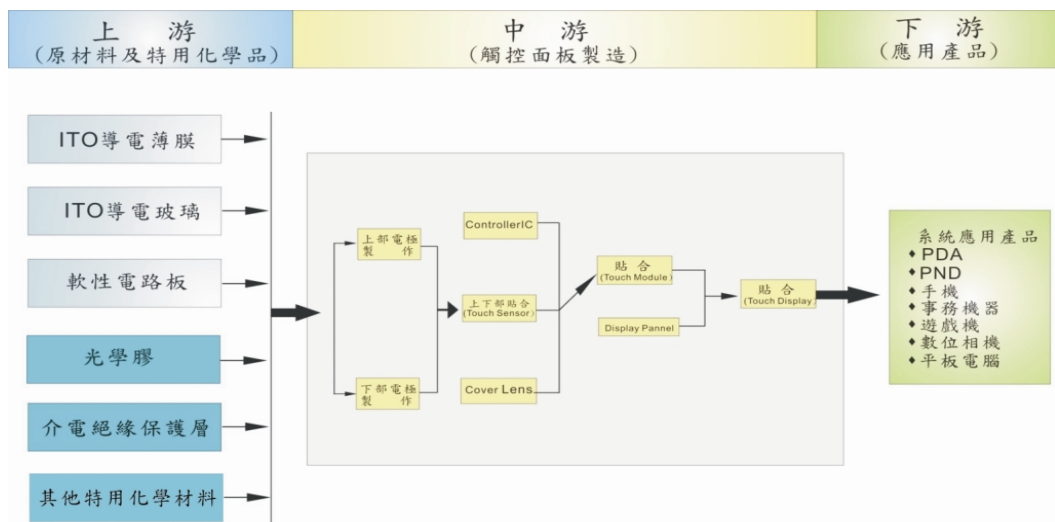 上游
(原材料及特用化學品)
中游
(觸控面板製造)
下游
(應用產品)
ITO導電薄膜
ITO導電玻璃
軟性電路板
光學膠
介電絕緣保護層
其他特用化學材料
上部電極
製作
下部電極
製作
ControllerIC
上下部貼合
(Touch Sensor)
Cover Lens
貼合
(Touch Module)
Display Pannel
貼合
(Touch Display)
系統應用產品
◆ PDA
◆ PND
◆ 手機
◆ 事務機器
◆ 遊戲機
◆ 數位相機
◆ 平板電腦